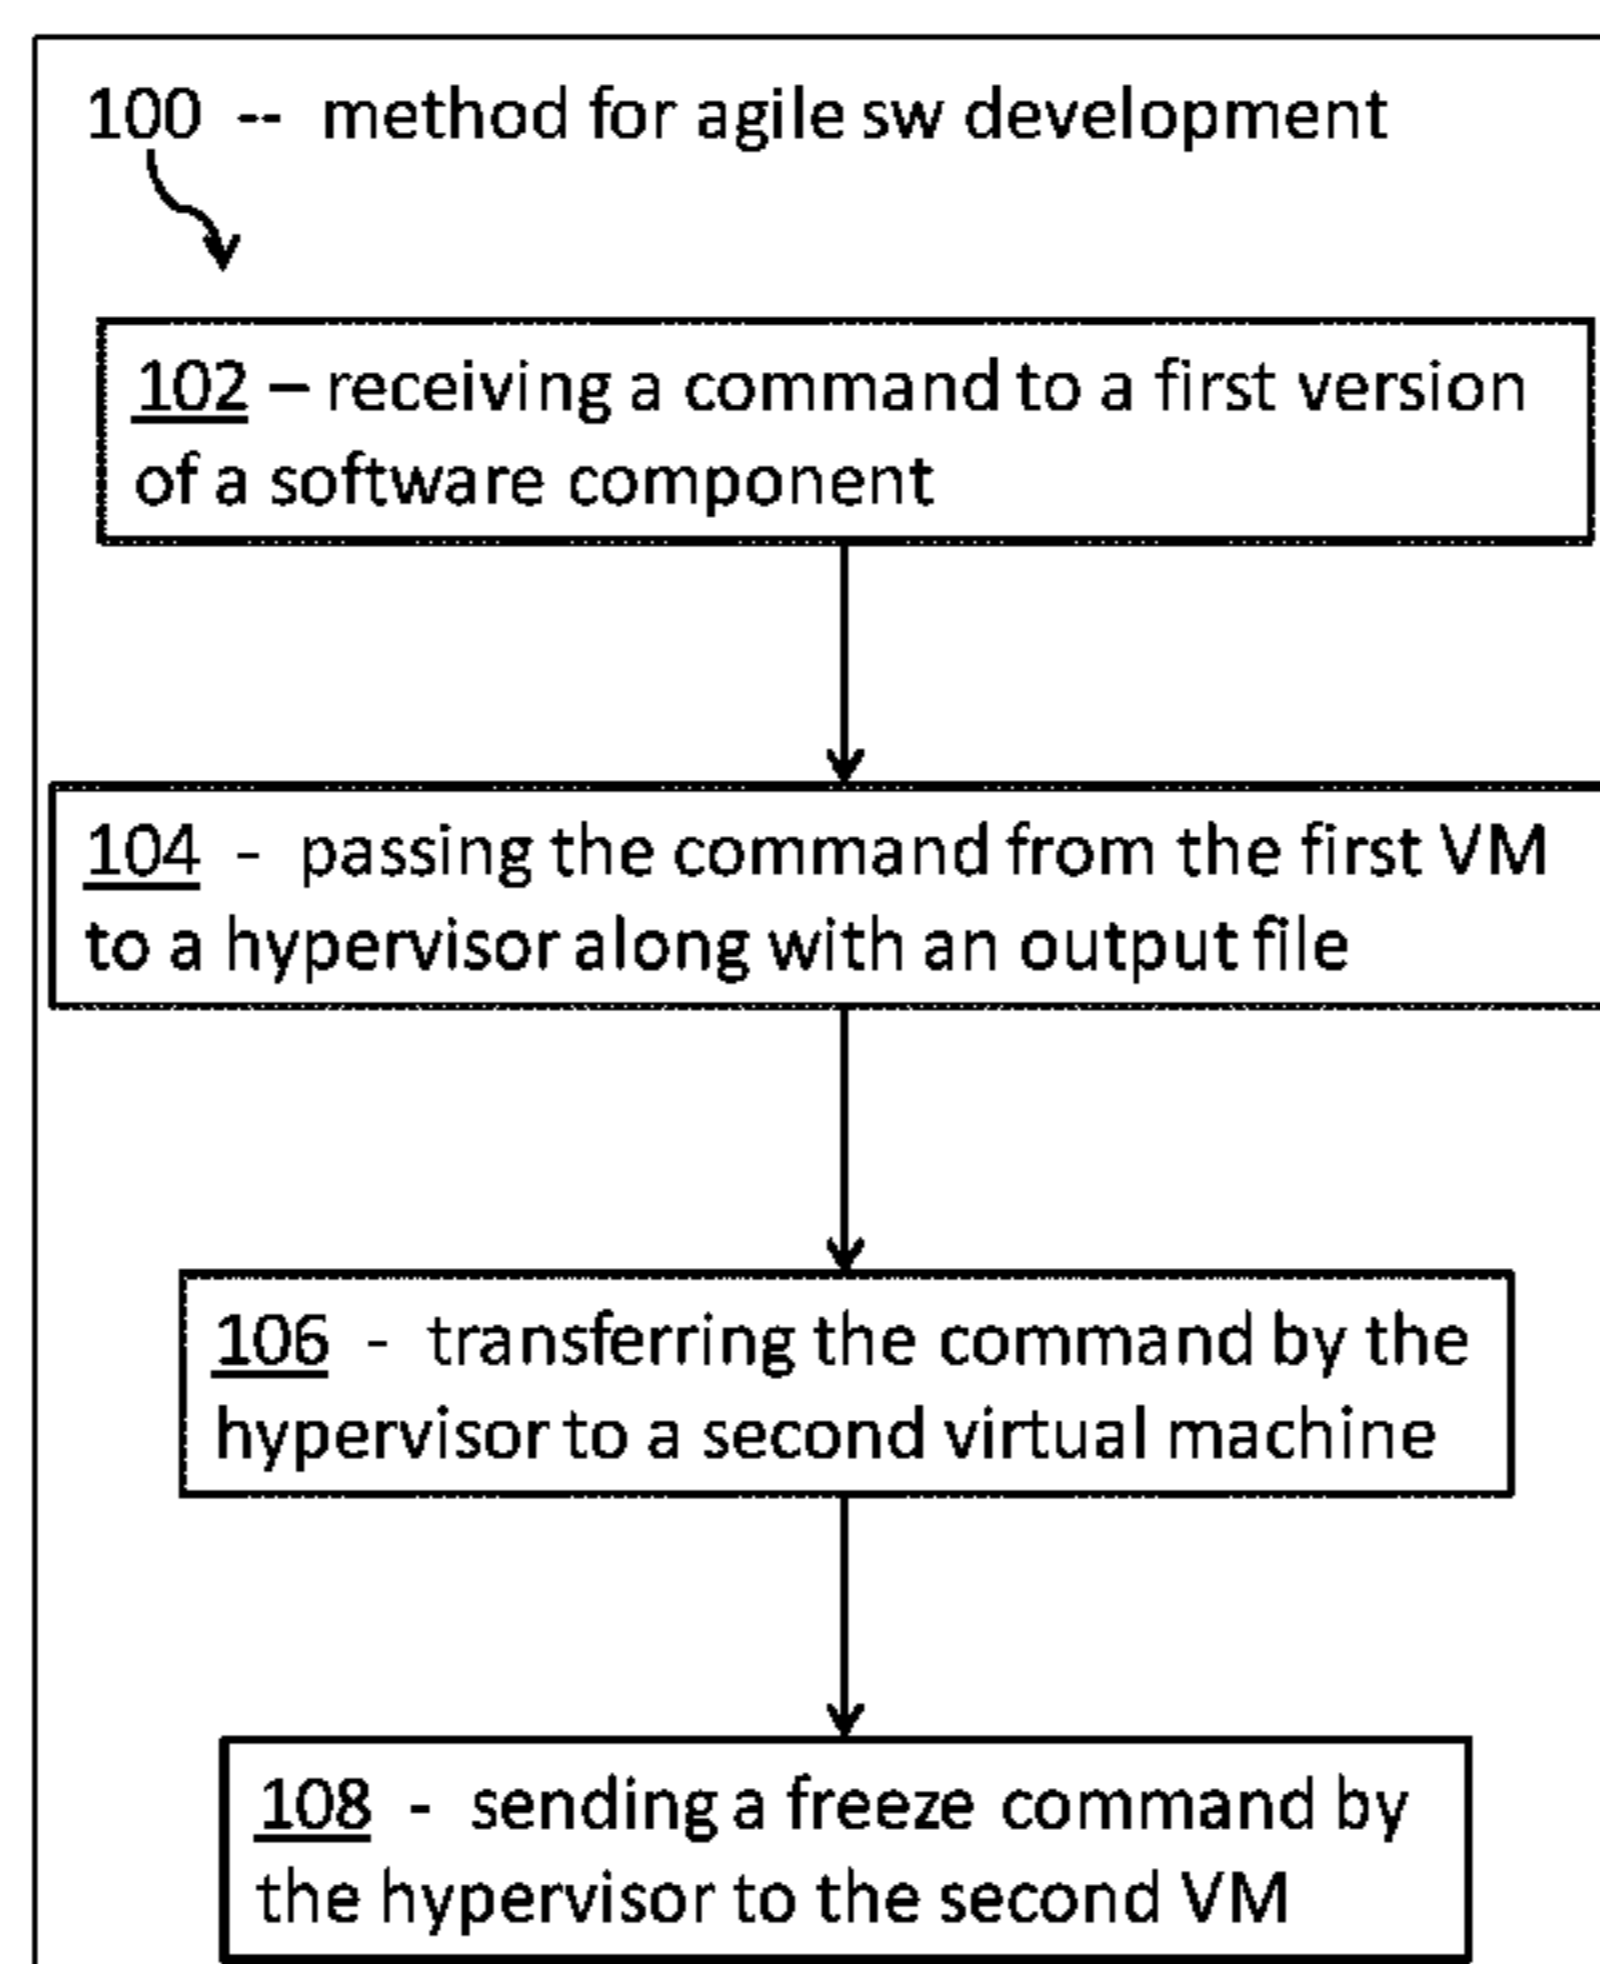 100 -- method for agile sw development
102 – receiving a command to a first version
of a software component
104 - passing the command from the first VM
to a hypervisor along with an output file
106 - transferring the command by the
hypervisor to a second virtual machine
108 - sending a freeze command by
the hypervisor to the second VM